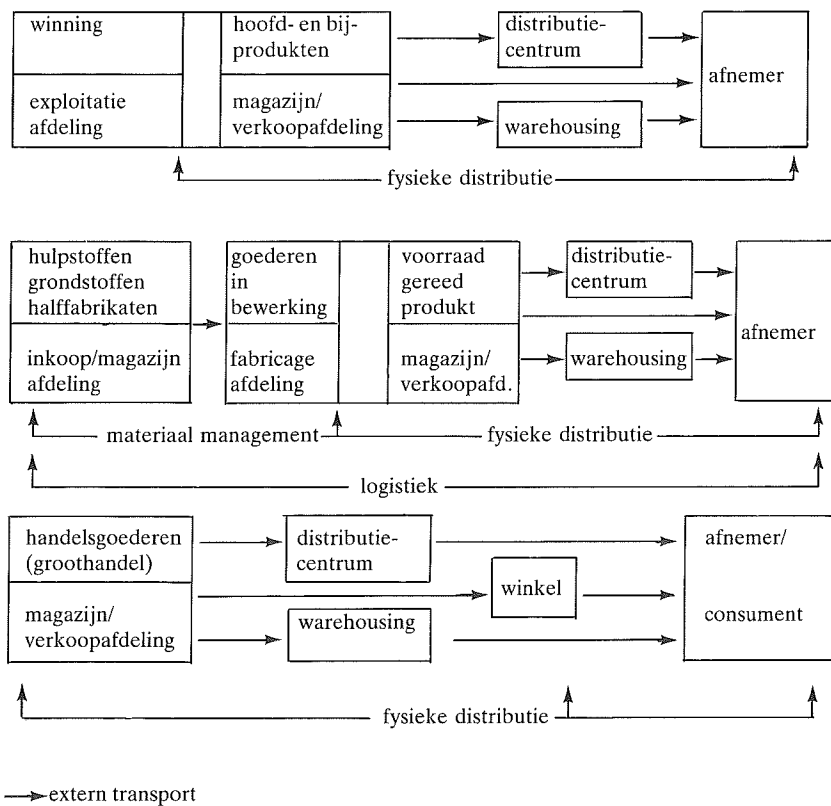 winning
exploitatie
afdeling
hoofd- en bij-
produkten
magazijn/
verkoopafdeling
distributie-
centrum
warehousing
afnemer
fysieke distributie
hulpstoffen
grondstoffen
halffabrikaten
inkoop/magazijn
afdeling
goederen
in
bewerking
fabricage
afdeling
voorraad
gereed
produkt
magazijn/
verkoopafd.
distributie-
centrum
warehousing
afnemer
materiaal management
fysieke distributie
logistiek
handelsgoederen
(groothandel)
magazijn/
verkoopafdeling
distributie-
centrum
warehousing
winkel
afnemer/
consument
fysieke distributie
extern transport